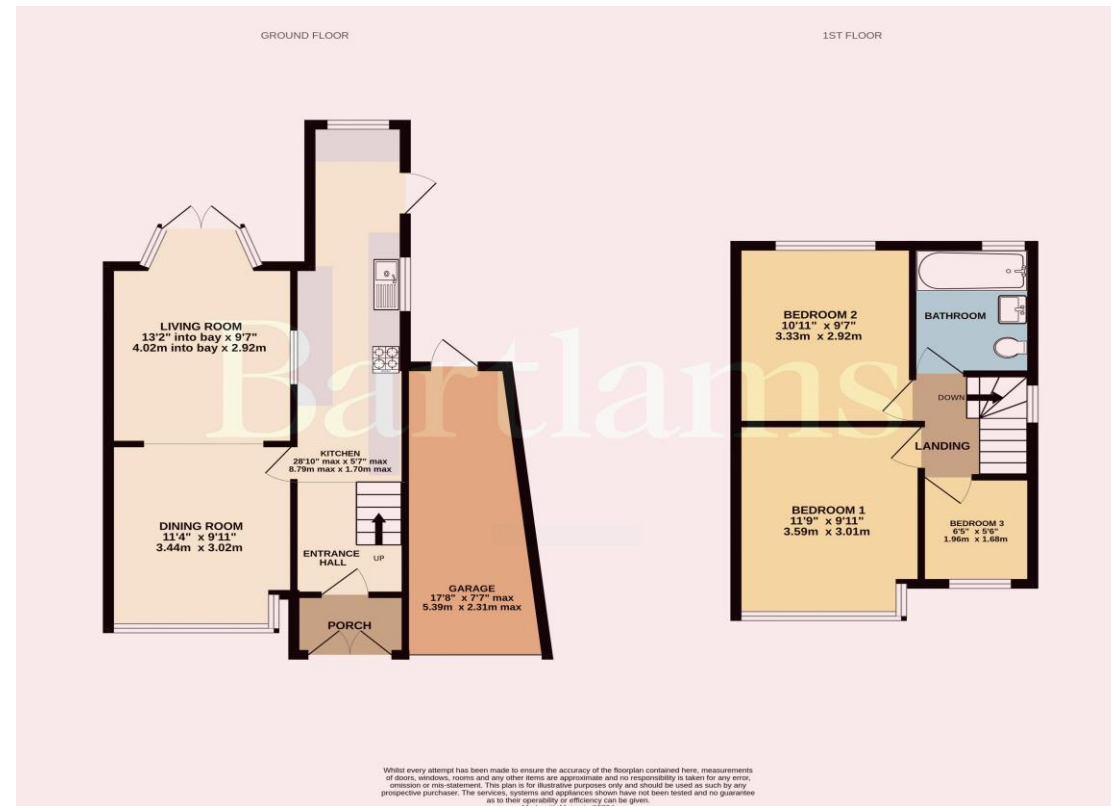 GROUND FLOOR
1ST FLOOR
LIVING ROOM
13'2" into bay x 9'7"
4.02m into bay x 2.92m
KITCHEN
28'10" max x 5'7" max
8.79m max x 1.70m max
DINING ROOM
11'4" x 9'11"
3.44m x 3.02m
ENTRANCE
HALL
UP
PORCH
GARAGE
17'8" x 7'7" max
5.39m x 2.31m max
BEDROOM 2
10'11" x 9'7"
3.33m x 2.92m
BATHROOM
DOWN
LANDING
BEDROOM 1
11'9" x 9'11"
3.59m x 3.01m
BEDROOM 3
6'5" x 5'6"
1.96m x 1.68m
Bartlams
Whilst every attempt has been made to ensure the accuracy of the floorplan contained here, measurements
of doors, windows, rooms and any other items are approximate and no responsibility is taken for any error,
omission or mis-statement. This plan is for illustrative purposes only and should be used as such by any
prospective purchaser. The services, systems and appliances shown have not been tested and no guarantee
as to their operability or efficiency can be given.